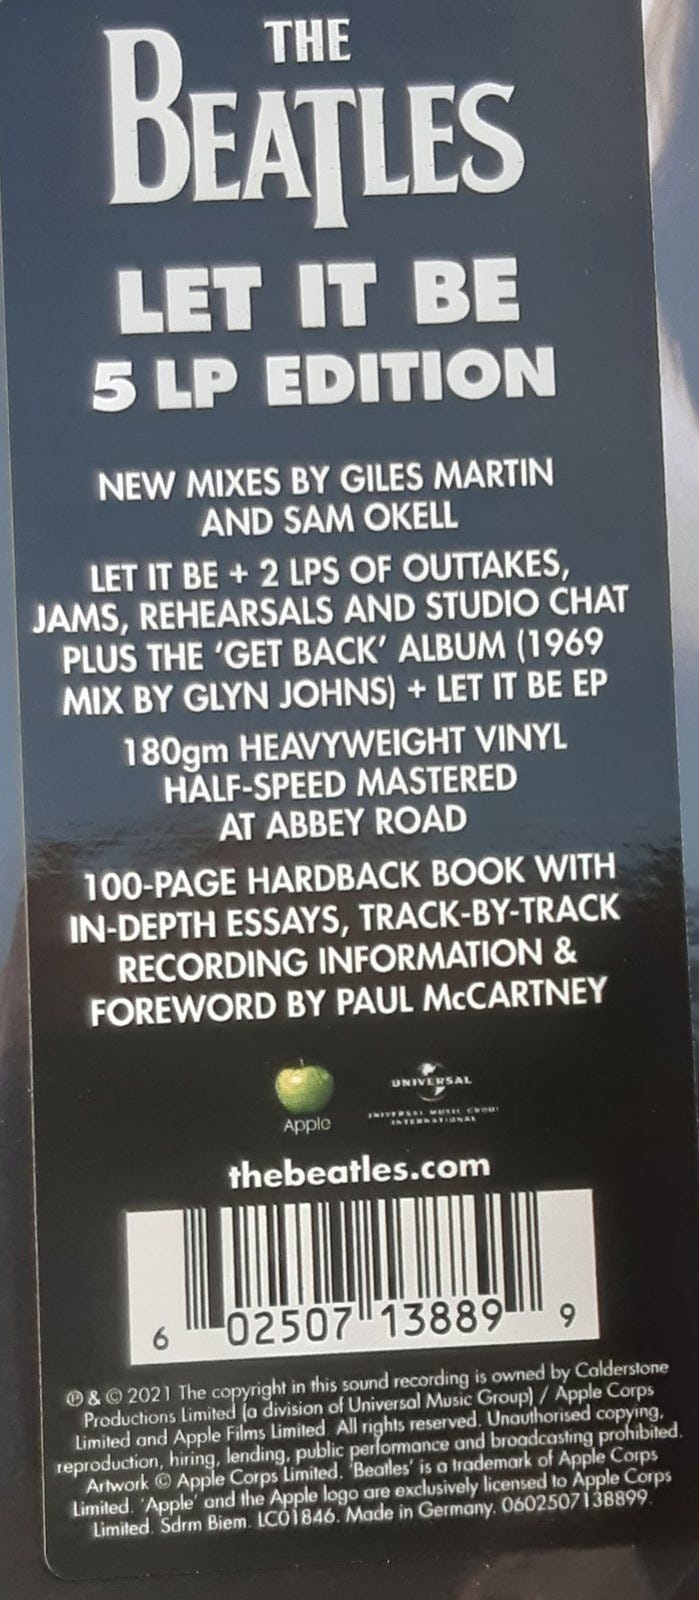 THE
BEATLES
LET IT BE
5 LP EDITION
NEW MIXES BY GILES MARTIN
AND SAM OKELL
LET IT BE + 2 LPS OF OUTTAKES,
JAMS, REHEARSALS AND STUDIO CHAT
PLUS THE ‘GET BACK’ ALBUM (1969
MIX BY GLYN JOHNS) + LET IT BE EP
180gm HEAVYWEIGHT VINYL
HALF-SPEED MASTERED
AT ABBEY ROAD
100-PAGE HARDBACK BOOK WITH
IN-DEPTH ESSAYS, TRACK-BY-TRACK
RECORDING INFORMATION &
FOREWORD BY PAUL McCARTNEY
Apple
UNIVERSAL
UNIVERSAL MUSIC GROUP
INTERNATIONAL
thebeatles.com
6 02507 13889 9
℗ & © 2021 The copyright in this sound recording is owned by Calderstone
Productions Limited (a division of Universal Music Group) / Apple Corps
Limited and Apple Films Limited. All rights reserved. Unauthorised copying,
reproduction, hiring, lending, public performance and broadcasting prohibited.
Artwork © Apple Corps Limited. ‘Beatles’ is a trademark of Apple Corps
Limited. ‘Apple’ and the Apple logo are exclusively licensed to Apple Corps
Limited. Sdrm Biem. LC01846. Made in Germany. 0602507138899.